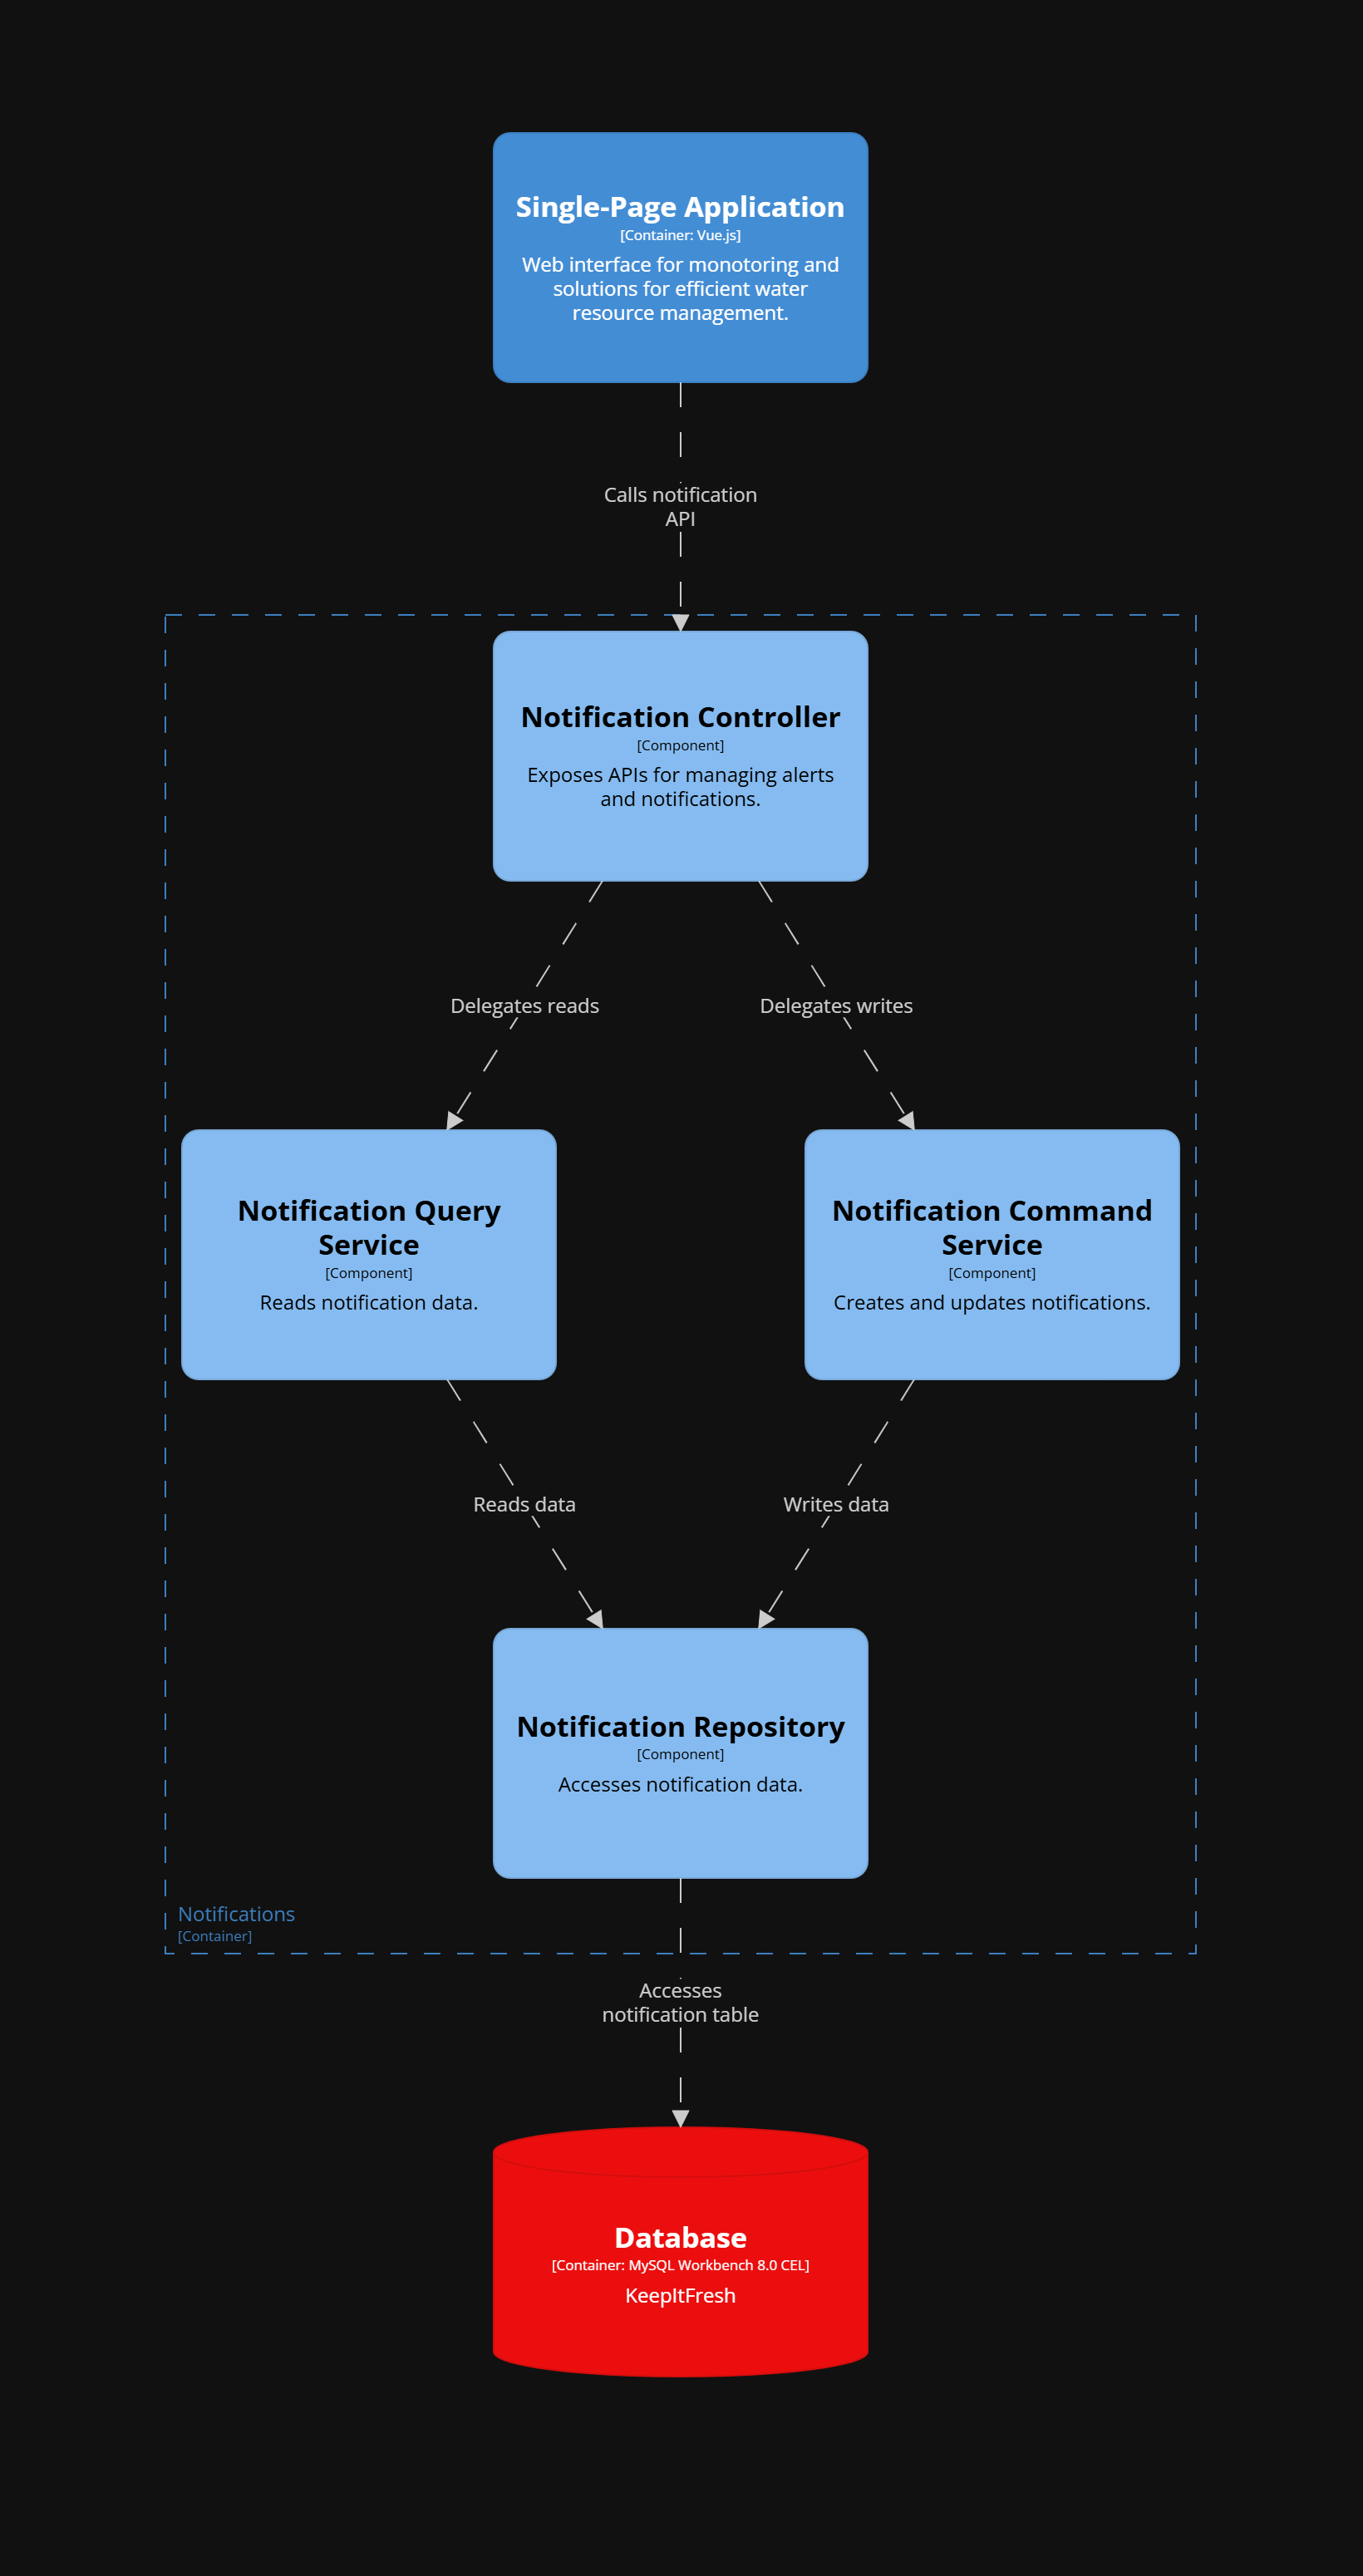 Single-Page Application
[Container: Vue.js]
Web interface for monotoring and
solutions for efficient water
resource management.
Calls notification
API
Notification Controller
[Component]
Exposes APIs for managing alerts
and notifications.
Delegates reads
Delegates writes
Notification Query
Service
[Component]
Reads notification data.
Notification Command
Service
[Component]
Creates and updates notifications.
Reads data
Writes data
Notification Repository
[Component]
Accesses notification data.
Notifications
[Container]
Accesses
notification table
Database
[Container: MySQL Workbench 8.0 CEL]
KeepItFresh